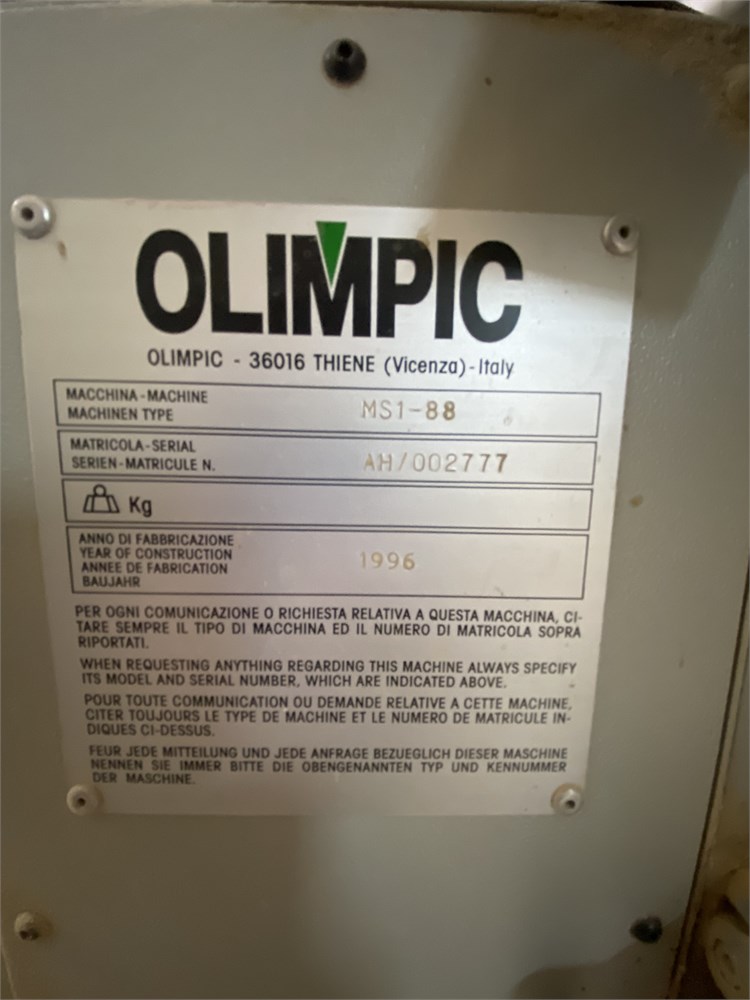 OLIMPIC
OLIMPIC - 36016 THIENE (Vicenza) - Italy
MACCHINA - MACHINE
MACHINEN TYPE
MS1-88
MATRICOLA - SERIAL
SERIEN - MATRICULE N.
AH/002777
Kg
ANNO DI FABBRICAZIONE
YEAR OF CONSTRUCTION
ANNEE DE FABRICATION
BAUJAHR
1996
PER OGNI COMUNICAZIONE O RICHIESTA RELATIVA A QUESTA MACCHINA, CI-
TARE SEMPRE IL TIPO DI MACCHINA ED IL NUMERO DI MATRICOLA SOPRA
RIPORTATI.
WHEN REQUESTING ANYTHING REGARDING THIS MACHINE ALWAYS SPECIFY
ITS MODEL AND SERIAL NUMBER, WHICH ARE INDICATED ABOVE.
POUR TOUTE COMMUNICATION OU DEMANDE RELATIVE A CETTE MACHINE,
CITER TOUJOURS LE TYPE DE MACHINE ET LE NUMERO DE MATRICULE IN-
DIQUES CI-DESSUS.
FEUR JEDE MITTEILUNG UND JEDE ANFRAGE BEZUEGLICH DIESER MASCHINE
NENNEN SIE IMMER BITTE DIE OBENGENANNTEN TYP UND KENNUMMER
DER MASCHINE.